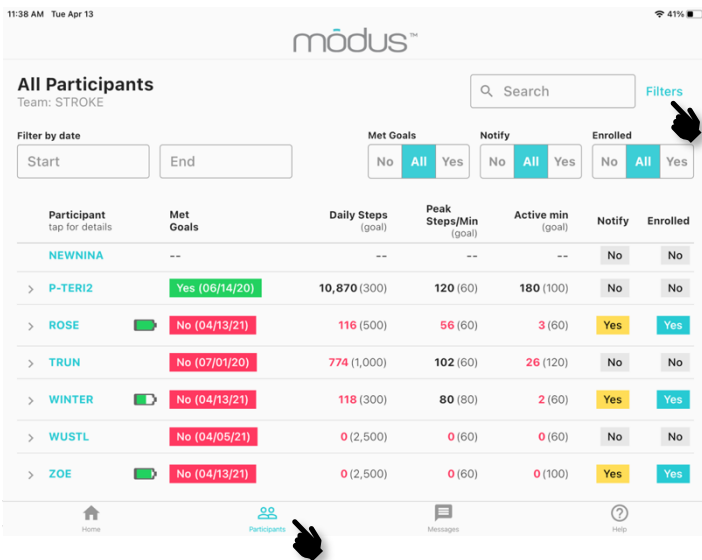 11:38 AM Tue Apr 13 41%
mōdus™
All Participants
Team: STROKE
Search
Filters
Filter by date
Met Goals
Notify
Enrolled
Start
End
No All Yes
No All Yes
No All Yes
Participant Met Daily Steps Peak Active min Notify Enrolled
tap for details Goals (goal) Steps/Min (goal)
(goal)
NEWNINA -- -- -- -- No No
> P-TERI2 Yes (06/14/20) 10,870 (300) 120 (60) 180 (100) No No
> ROSE No (04/13/21) 116 (500) 56 (60) 3 (60) Yes Yes
> TRUN No (07/01/20) 774 (1,000) 102 (60) 26 (120) No No
> WINTER No (04/13/21) 118 (300) 80 (80) 2 (60) Yes Yes
> WUSTL No (04/05/21) 0 (2,500) 0 (60) 0 (60) No No
> ZOE No (04/13/21) 0 (2,500) 0 (60) 0 (100) Yes Yes
Home Participants Messages Help